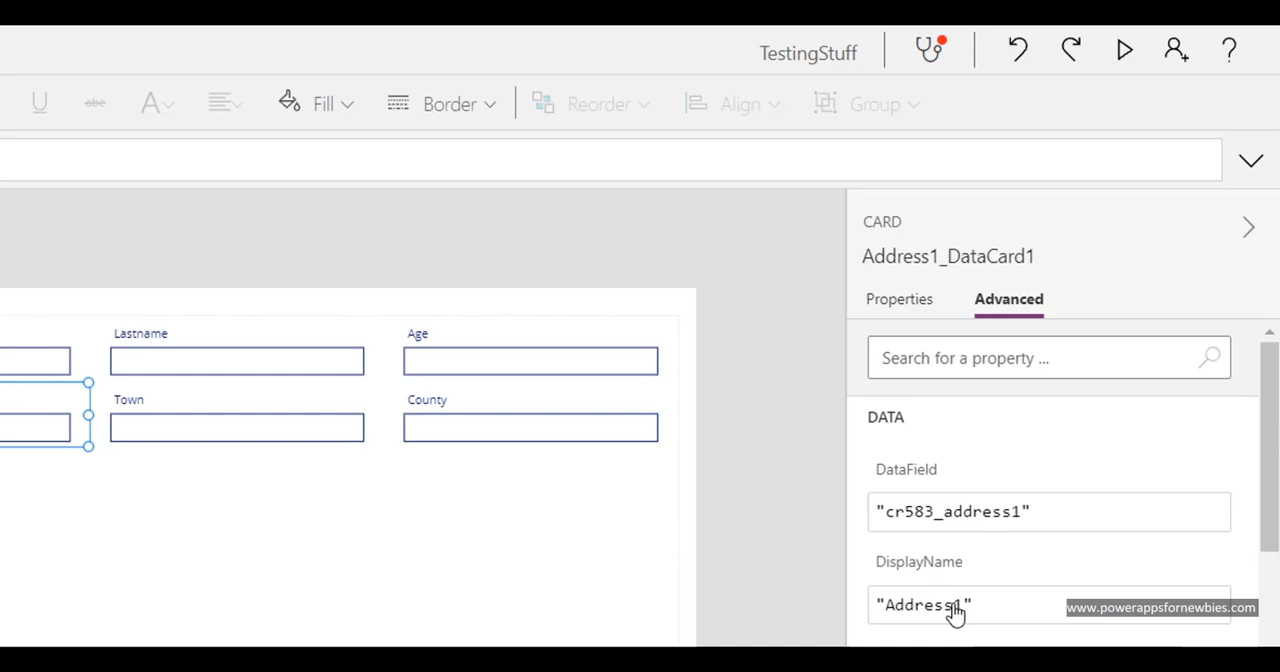 TestingStuff
U abc A Fill Border Reorder Align Group
CARD
Address1_DataCard1
Properties Advanced
Search for a property ...
Lastname Age
Town County
DATA
DataField
"cr583_address1"
DisplayName
"Address1"
www.powerappsfornewbies.com